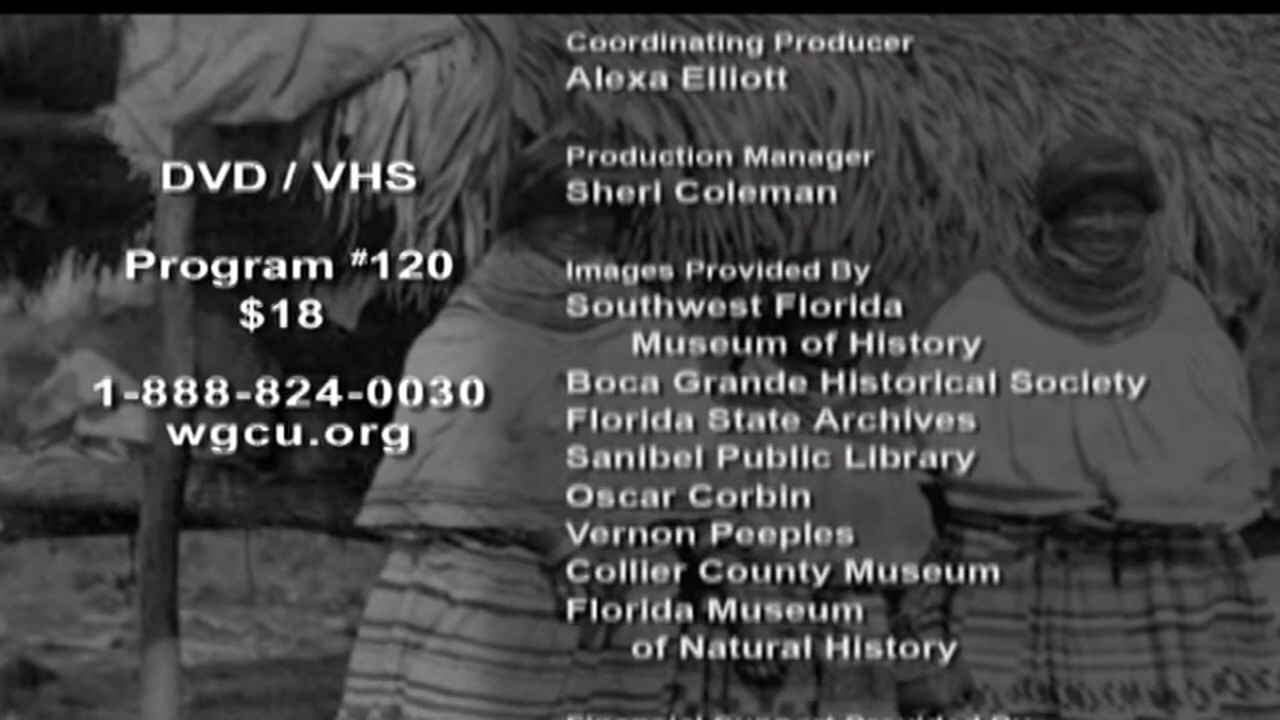 DVD / VHS
Program #120
$18
1-888-824-0030
wgcu.org
Coordinating Producer
Alexa Elliott
Production Manager
Sheri Coleman
Images Provided By
Southwest Florida
Museum of History
Boca Grande Historical Society
Florida State Archives
Sanibel Public Library
Oscar Corbin
Vernon Peeples
Collier County Museum
Florida Museum
of Natural History